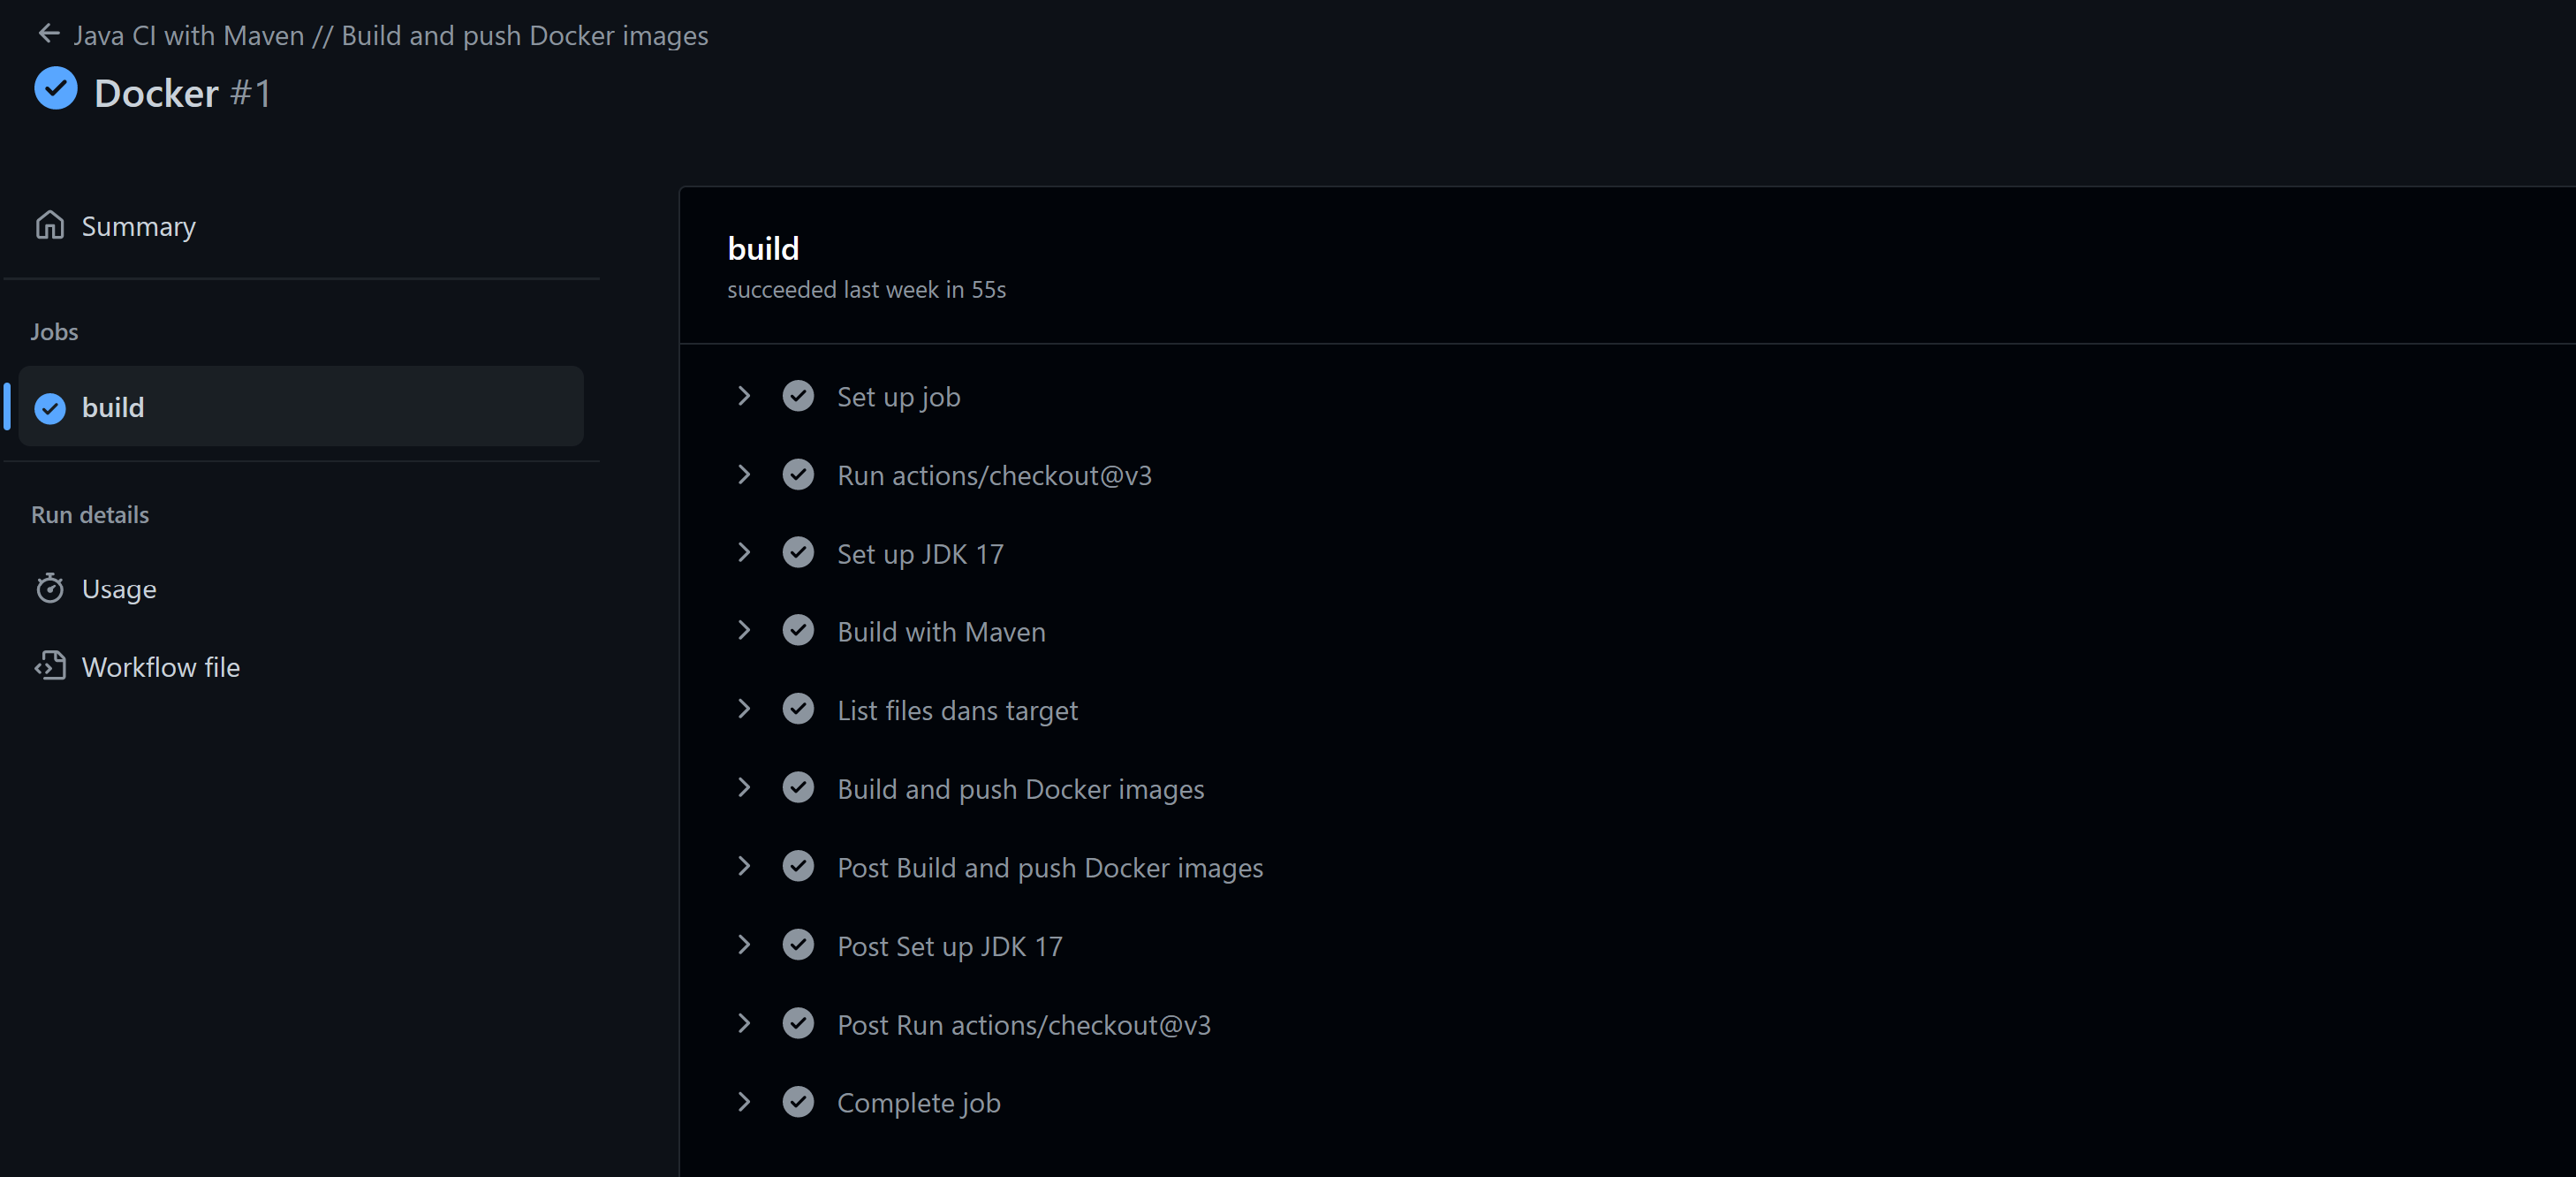 Java CI with Maven // Build and push Docker images
Docker #1
Summary
Jobs
build
Run details
Usage
Workflow file
build
succeeded last week in 55s
Set up job
Run actions/checkout@v3
Set up JDK 17
Build with Maven
List files dans target
Build and push Docker images
Post Build and push Docker images
Post Set up JDK 17
Post Run actions/checkout@v3
Complete job